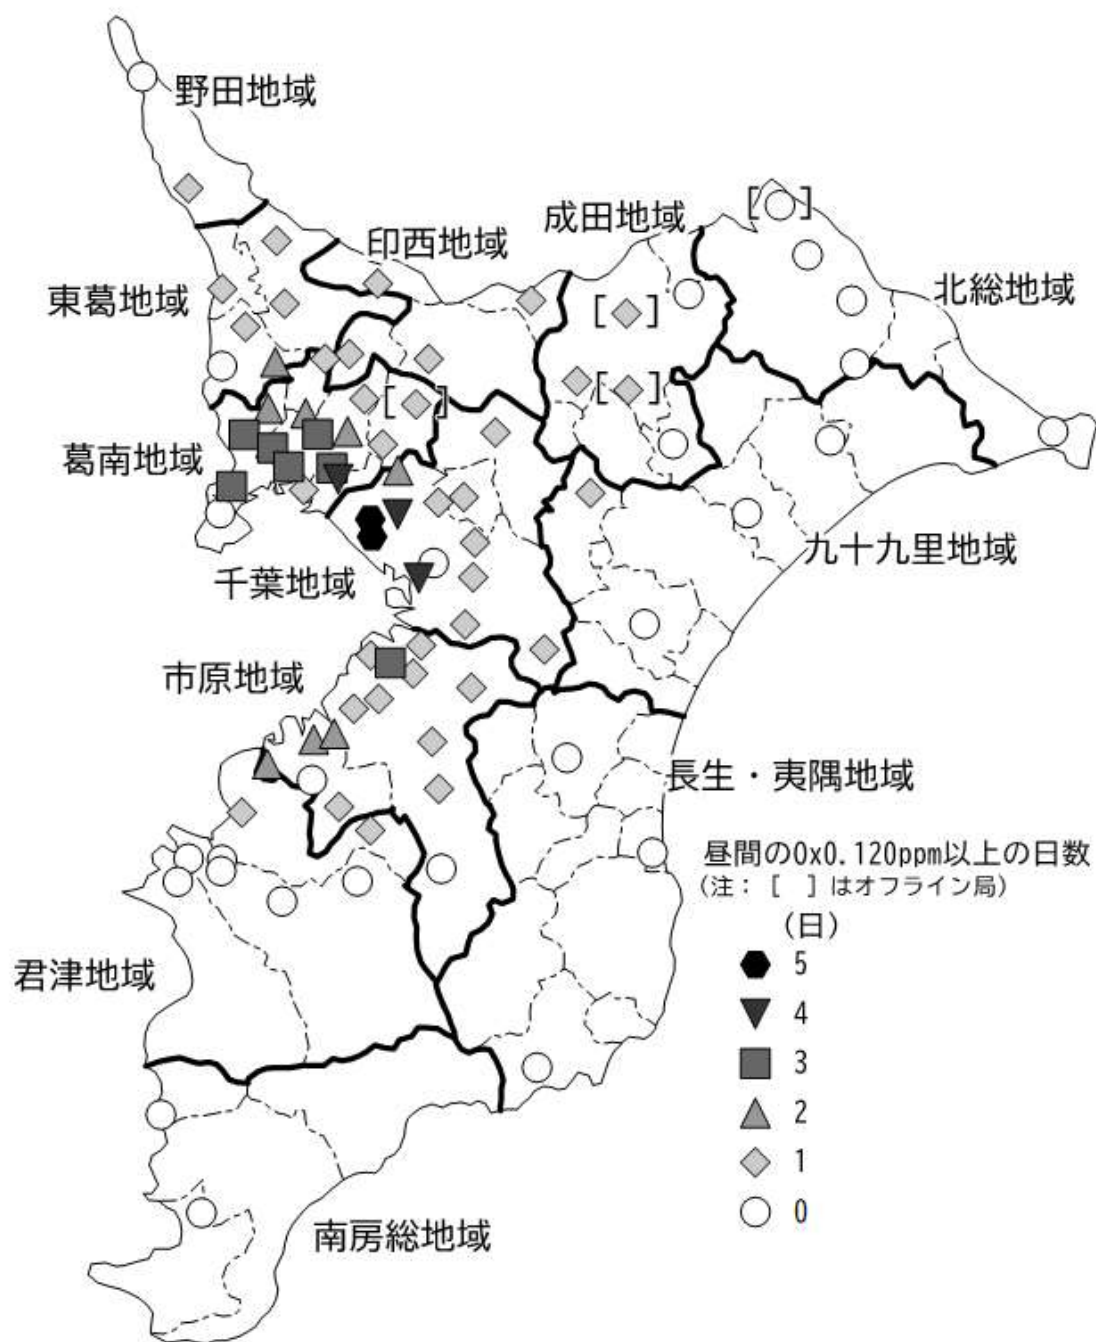 野田地域
成田地域
[ ]
印西地域
東葛地域
北総地域
[ ]
[ ]
[ ]
葛南地域
九十九里地域
千葉地域
市原地域
長生・夷隅地域
昼間の0x0.120ppm以上の日数
(注：[ ]はオフライン局)
(日)
君津地域
5
4
3
2
1
0
南房総地域